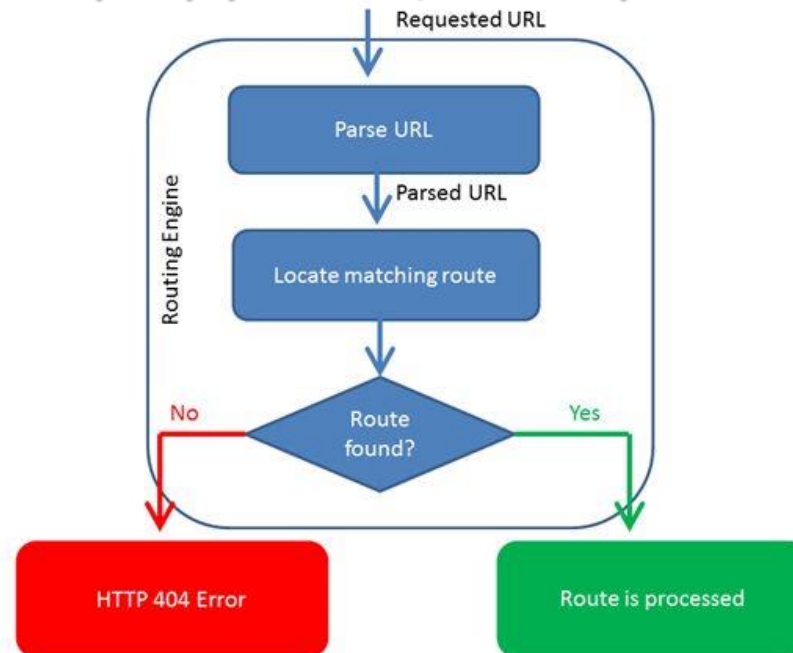 Requested URL
Parse URL
Parsed URL
Routing Engine
Locate matching route
No
Route
found?
Yes
HTTP 404 Error
Route is processed